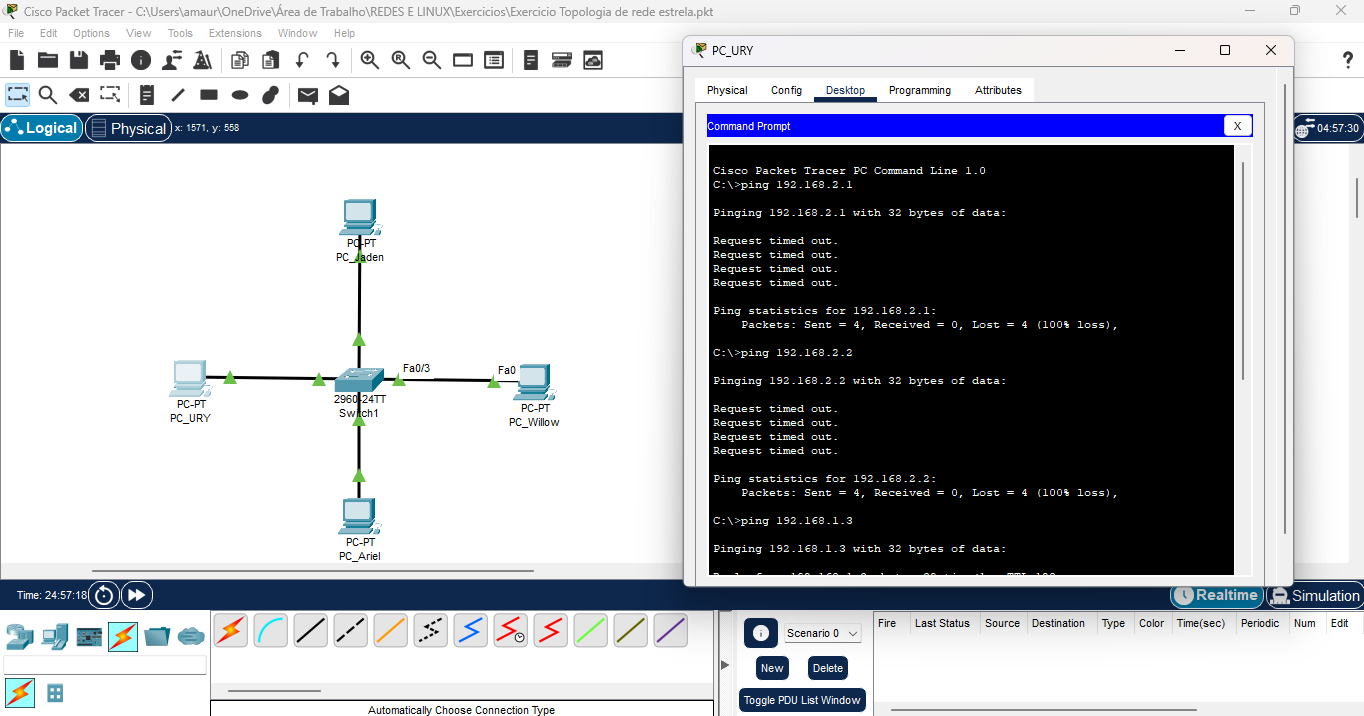 Cisco Packet Tracer - C:\Users\amaur\OneDrive\Área de Trabalho\REDES E LINUX\Exercicios\Exercicio Topologia de rede estrela.pkt
File Edit Options View Tools Extensions Window Help
Logical Physical x: 1571, y: 558
04:57:30
PC-PT
PC_Jaden
Fa0/3
Fa0
PC-PT
PC_URY
2960-24TT
Switch1
PC-PT
PC_Willow
PC-PT
PC_Ariel
PC_URY
Physical Config Desktop Programming Attributes
Command Prompt
X
Cisco Packet Tracer PC Command Line 1.0
C:\>ping 192.168.2.1
Pinging 192.168.2.1 with 32 bytes of data:
Request timed out.
Request timed out.
Request timed out.
Request timed out.
Ping statistics for 192.168.2.1:
Packets: Sent = 4, Received = 0, Lost = 4 (100% loss),
C:\>ping 192.168.2.2
Pinging 192.168.2.2 with 32 bytes of data:
Request timed out.
Request timed out.
Request timed out.
Request timed out.
Ping statistics for 192.168.2.2:
Packets: Sent = 4, Received = 0, Lost = 4 (100% loss),
C:\>ping 192.168.1.3
Pinging 192.168.1.3 with 32 bytes of data:
Time: 24:57:18
Realtime Simulation
Scenario 0
New Delete
Toggle PDU List Window
Fire Last Status Source Destination Type Color Time(sec) Periodic Num Edit
Automatically Choose Connection Type